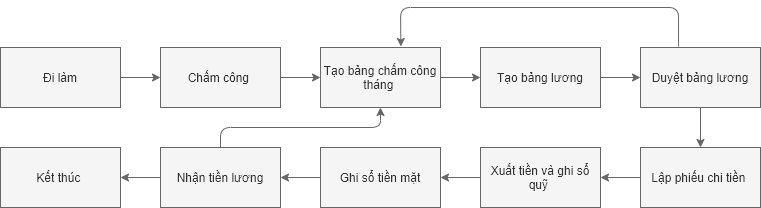 Đi làm
Chấm công
Tạo bảng chấm công
tháng
Tạo bảng lương
Duyệt bảng lương
Kết thúc
Nhận tiền lương
Ghi sổ tiền mặt
Xuất tiền và ghi sổ
quỹ
Lập phiếu chi tiền